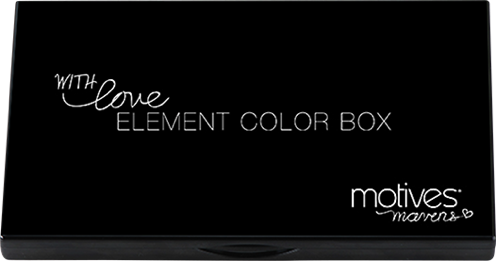 WITH love
ELEMENT COLOR BOX
motives®
mavens